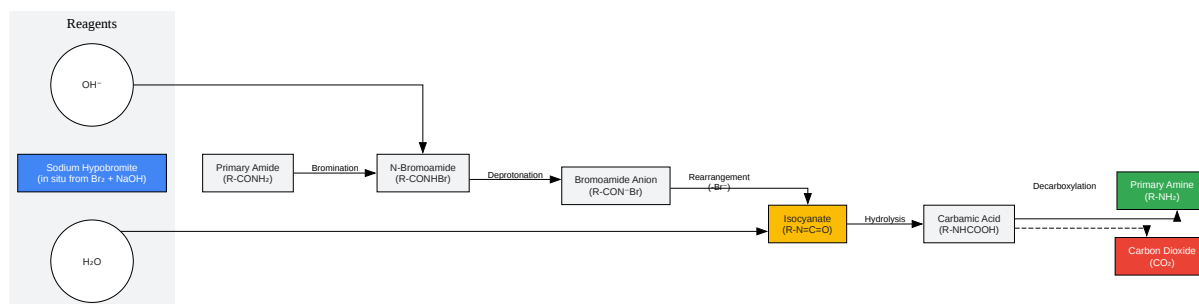 Reagents
OH⁻
Sodium Hypobromite
(in situ from Br₂ + NaOH)
H₂O
Primary Amide
(R-CONH₂)
Bromination
N-Bromoamide
(R-CONHBr)
Deprotonation
Bromoamide Anion
(R-CON⁻Br)
Rearrangement
(-Br⁻)
Isocyanate
(R-N=C=O)
Hydrolysis
Carbamic Acid
(R-NHCOOH)
Decarboxylation
Primary Amine
(R-NH₂)
Carbon Dioxide
(CO₂)